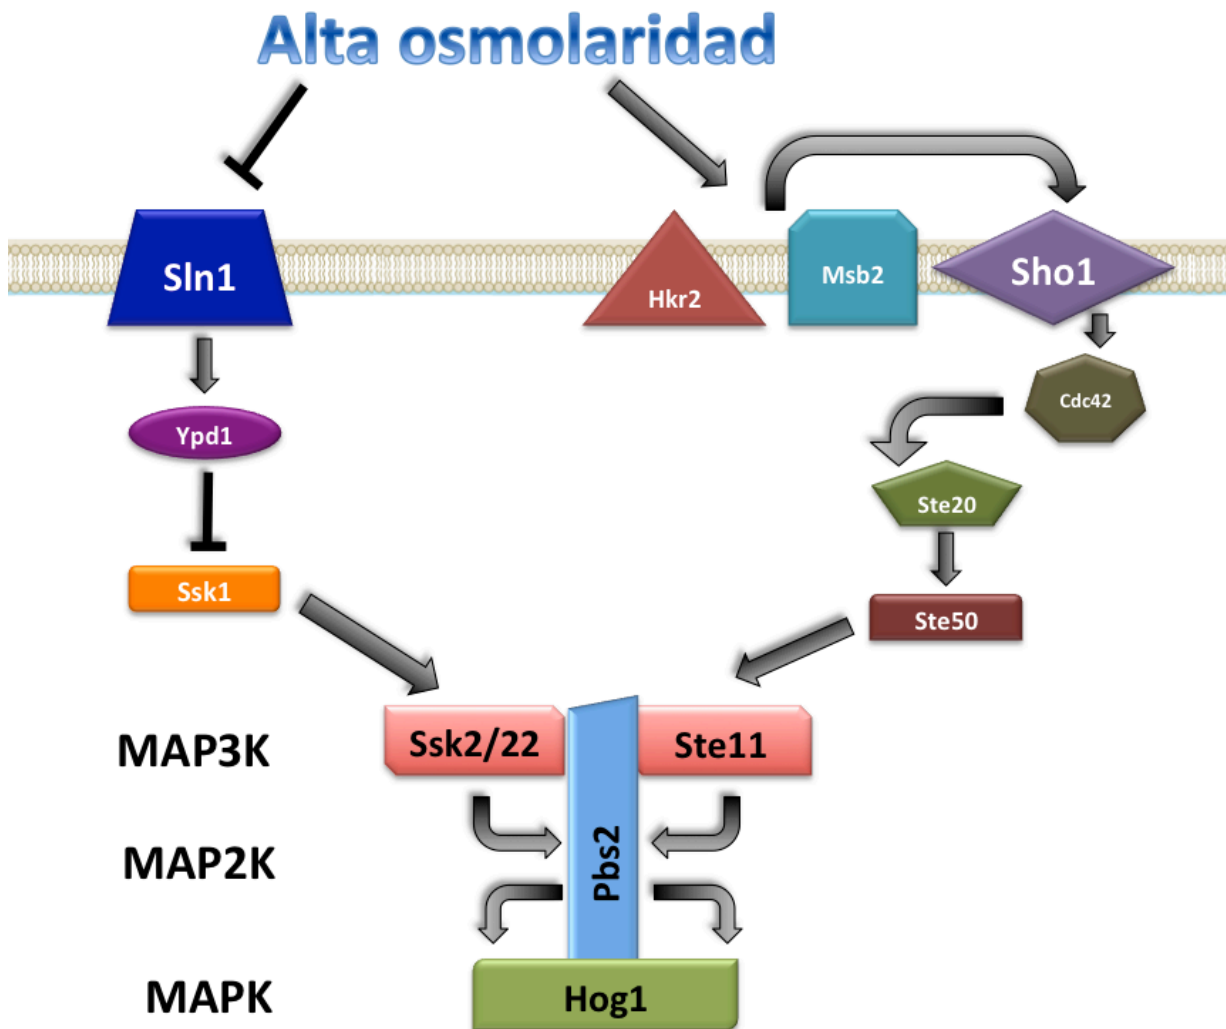 Alta osmolaridad
Sln1
Hkr2
Msb2
Sho1
Ypd1
Cdc42
Ste20
Ssk1
Ste50
MAP3K
Ssk2/22
Ste11
MAP2K
Pbs2
MAPK
Hog1